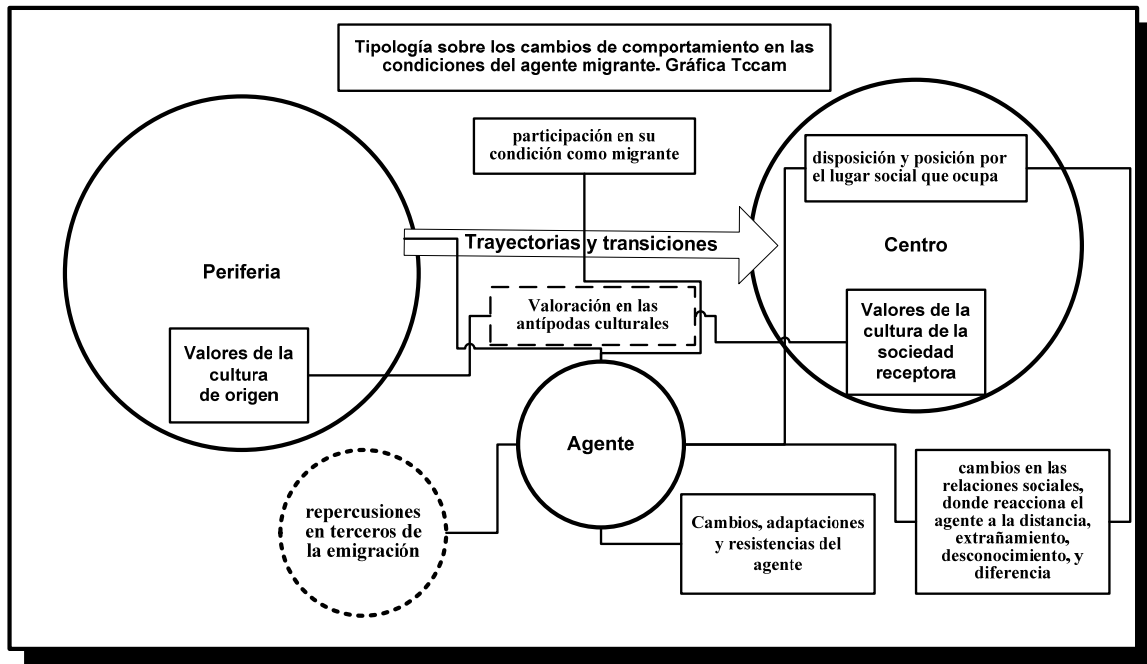 Tipología sobre los cambios de comportamiento en las
condiciones del agente migrante. Gráfica Tccam
participación en su
condición como migrante
disposición y posición por
el lugar social que ocupa
Trayectorias y transiciones
Centro
Periferia
Valoración en las
antípodas culturales
Valores de la
cultura de la
sociedad
receptora
Valores de la
cultura
de origen
Agente
repercusiones
en terceros de
la emigración
Cambios, adaptaciones
y resistencias del
agente
cambios en las
relaciones sociales,
donde reacciona el
agente a la distancia,
extrañamiento,
desconocimiento, y
diferencia